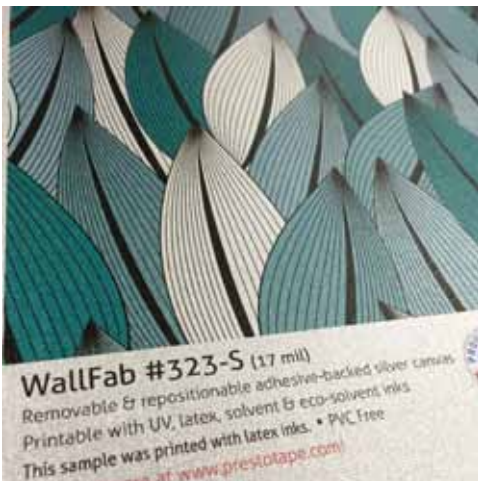 WallFab #323-S (17 mil)
Removable & repositionable adhesive-backed silver canvas
Printable with UV, latex, solvent & eco-solvent inks
This sample was printed with latex inks. • PVC Free
at www.prestotape.com!